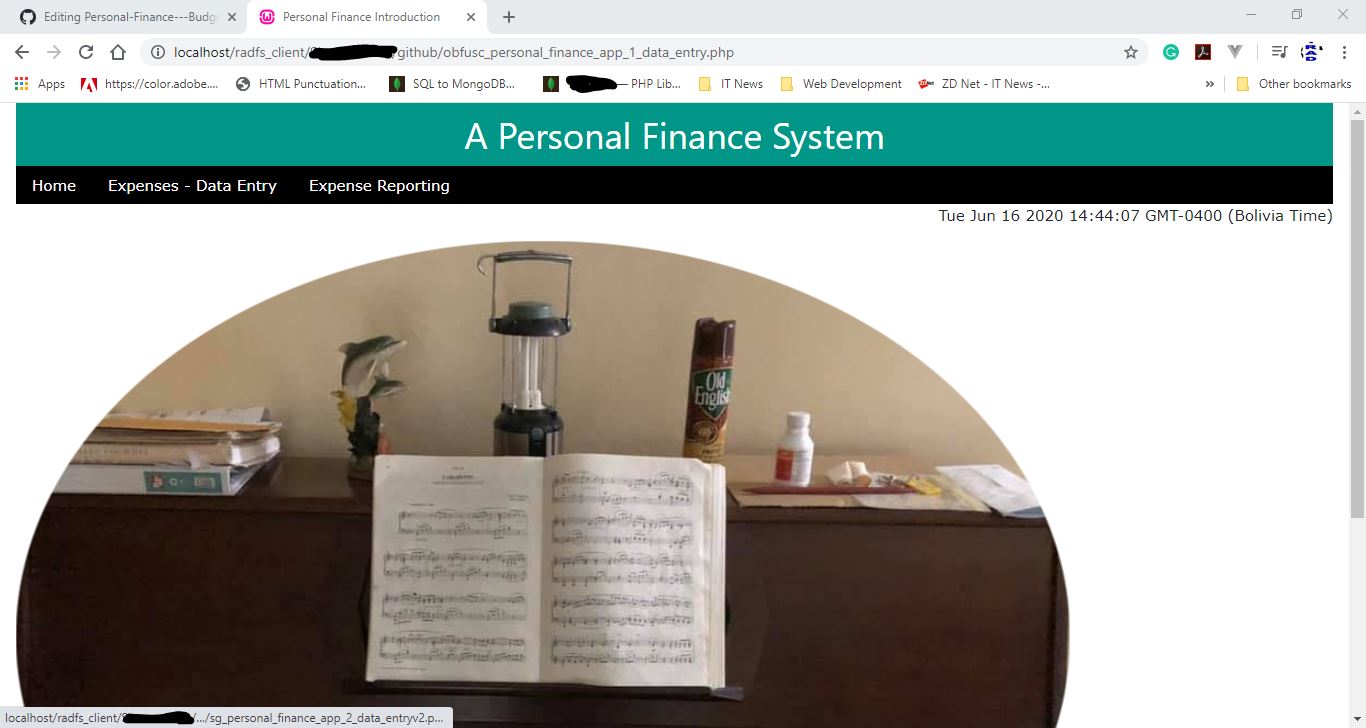 Editing Personal-Finance---Budg
Personal Finance Introduction
localhost/radfs_client/
github/obfusc_personal_finance_app_1_data_entry.php
Apps
https://color.adobe....
HTML Punctuation...
SQL to MongoDB...
— PHP Lib...
IT News
Web Development
ZD Net - IT News -...
»
Other bookmarks
A Personal Finance System
Home Expenses - Data Entry Expense Reporting
Tue Jun 16 2020 14:44:07 GMT-0400 (Bolivia Time)
Old
English
localhost/radfs_client/
/.../sg_personal_finance_app_2_data_entryv2.p...